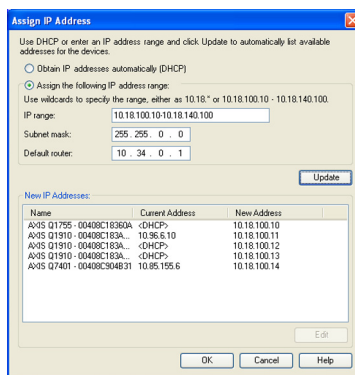 Assign IP Address
Use DHCP or enter an IP address range and click Update to automatically list available
addresses for the devices.
Obtain IP addresses automatically (DHCP)
Assign the following IP address range:
Use wildcards to specify the range, either as 10.18.* or 10.18.100.10 - 10.18.140.100.
IP range: 10.18.100.10-10.18.140.100
Subnet mask: 255 . 255 . 0 . 0
Default router: 10 . 34 . 0 . 1
Update
New IP Addresses:
Name Current Address New Address
AXIS Q1755 - 00408C18360A <DHCP> 10.18.100.10
AXIS Q1910 - 00408C183A... 10.96.6.10 10.18.100.11
AXIS Q1910 - 00408C183A... <DHCP> 10.18.100.12
AXIS Q1910 - 00408C183A... <DHCP> 10.18.100.13
AXIS Q7401 - 00408C904B31 10.85.155.6 10.18.100.14
Edit
OK Cancel Help